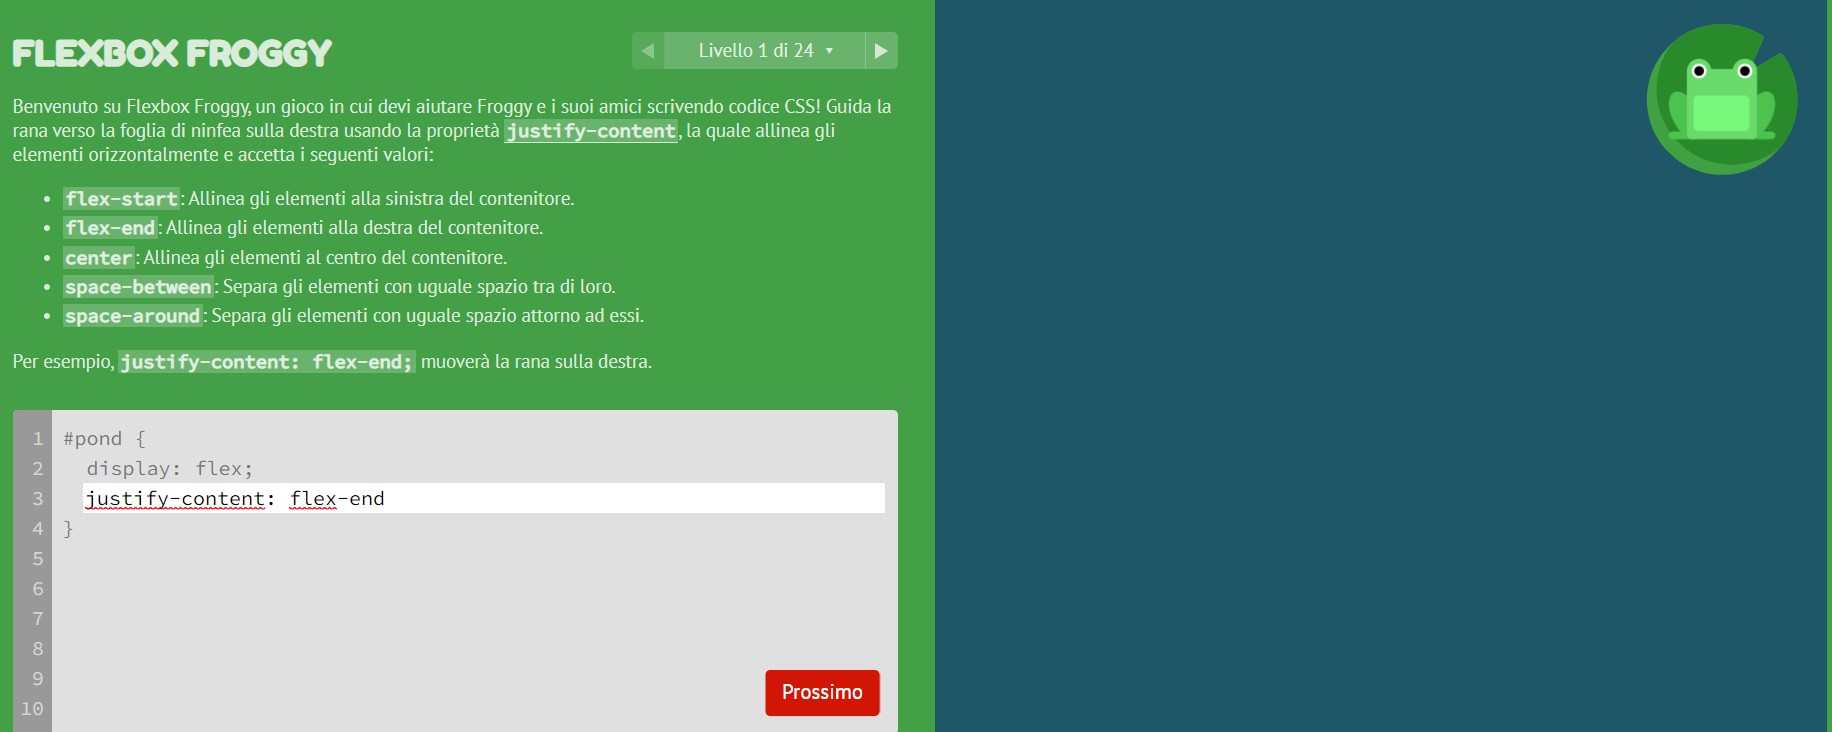 FLEXBOX FROGGY
Livello 1 di 24
Benvenuto su Flexbox Froggy, un gioco in cui devi aiutare Froggy e i suoi amici scrivendo codice CSS! Guida la
rana verso la foglia di ninfea sulla destra usando la proprietà justify-content, la quale allinea gli
elementi orizzontalmente e accetta i seguenti valori:
flex-start: Allinea gli elementi alla sinistra del contenitore.
flex-end: Allinea gli elementi alla destra del contenitore.
center: Allinea gli elementi al centro del contenitore.
space-between: Separa gli elementi con uguale spazio tra di loro.
space-around: Separa gli elementi con uguale spazio attorno ad essi.
Per esempio, justify-content: flex-end; muoverà la rana sulla destra.
1 #pond {
2 display: flex;
3 justify-content: flex-end
4 }
5
6
7
8
9
10
Prossimo